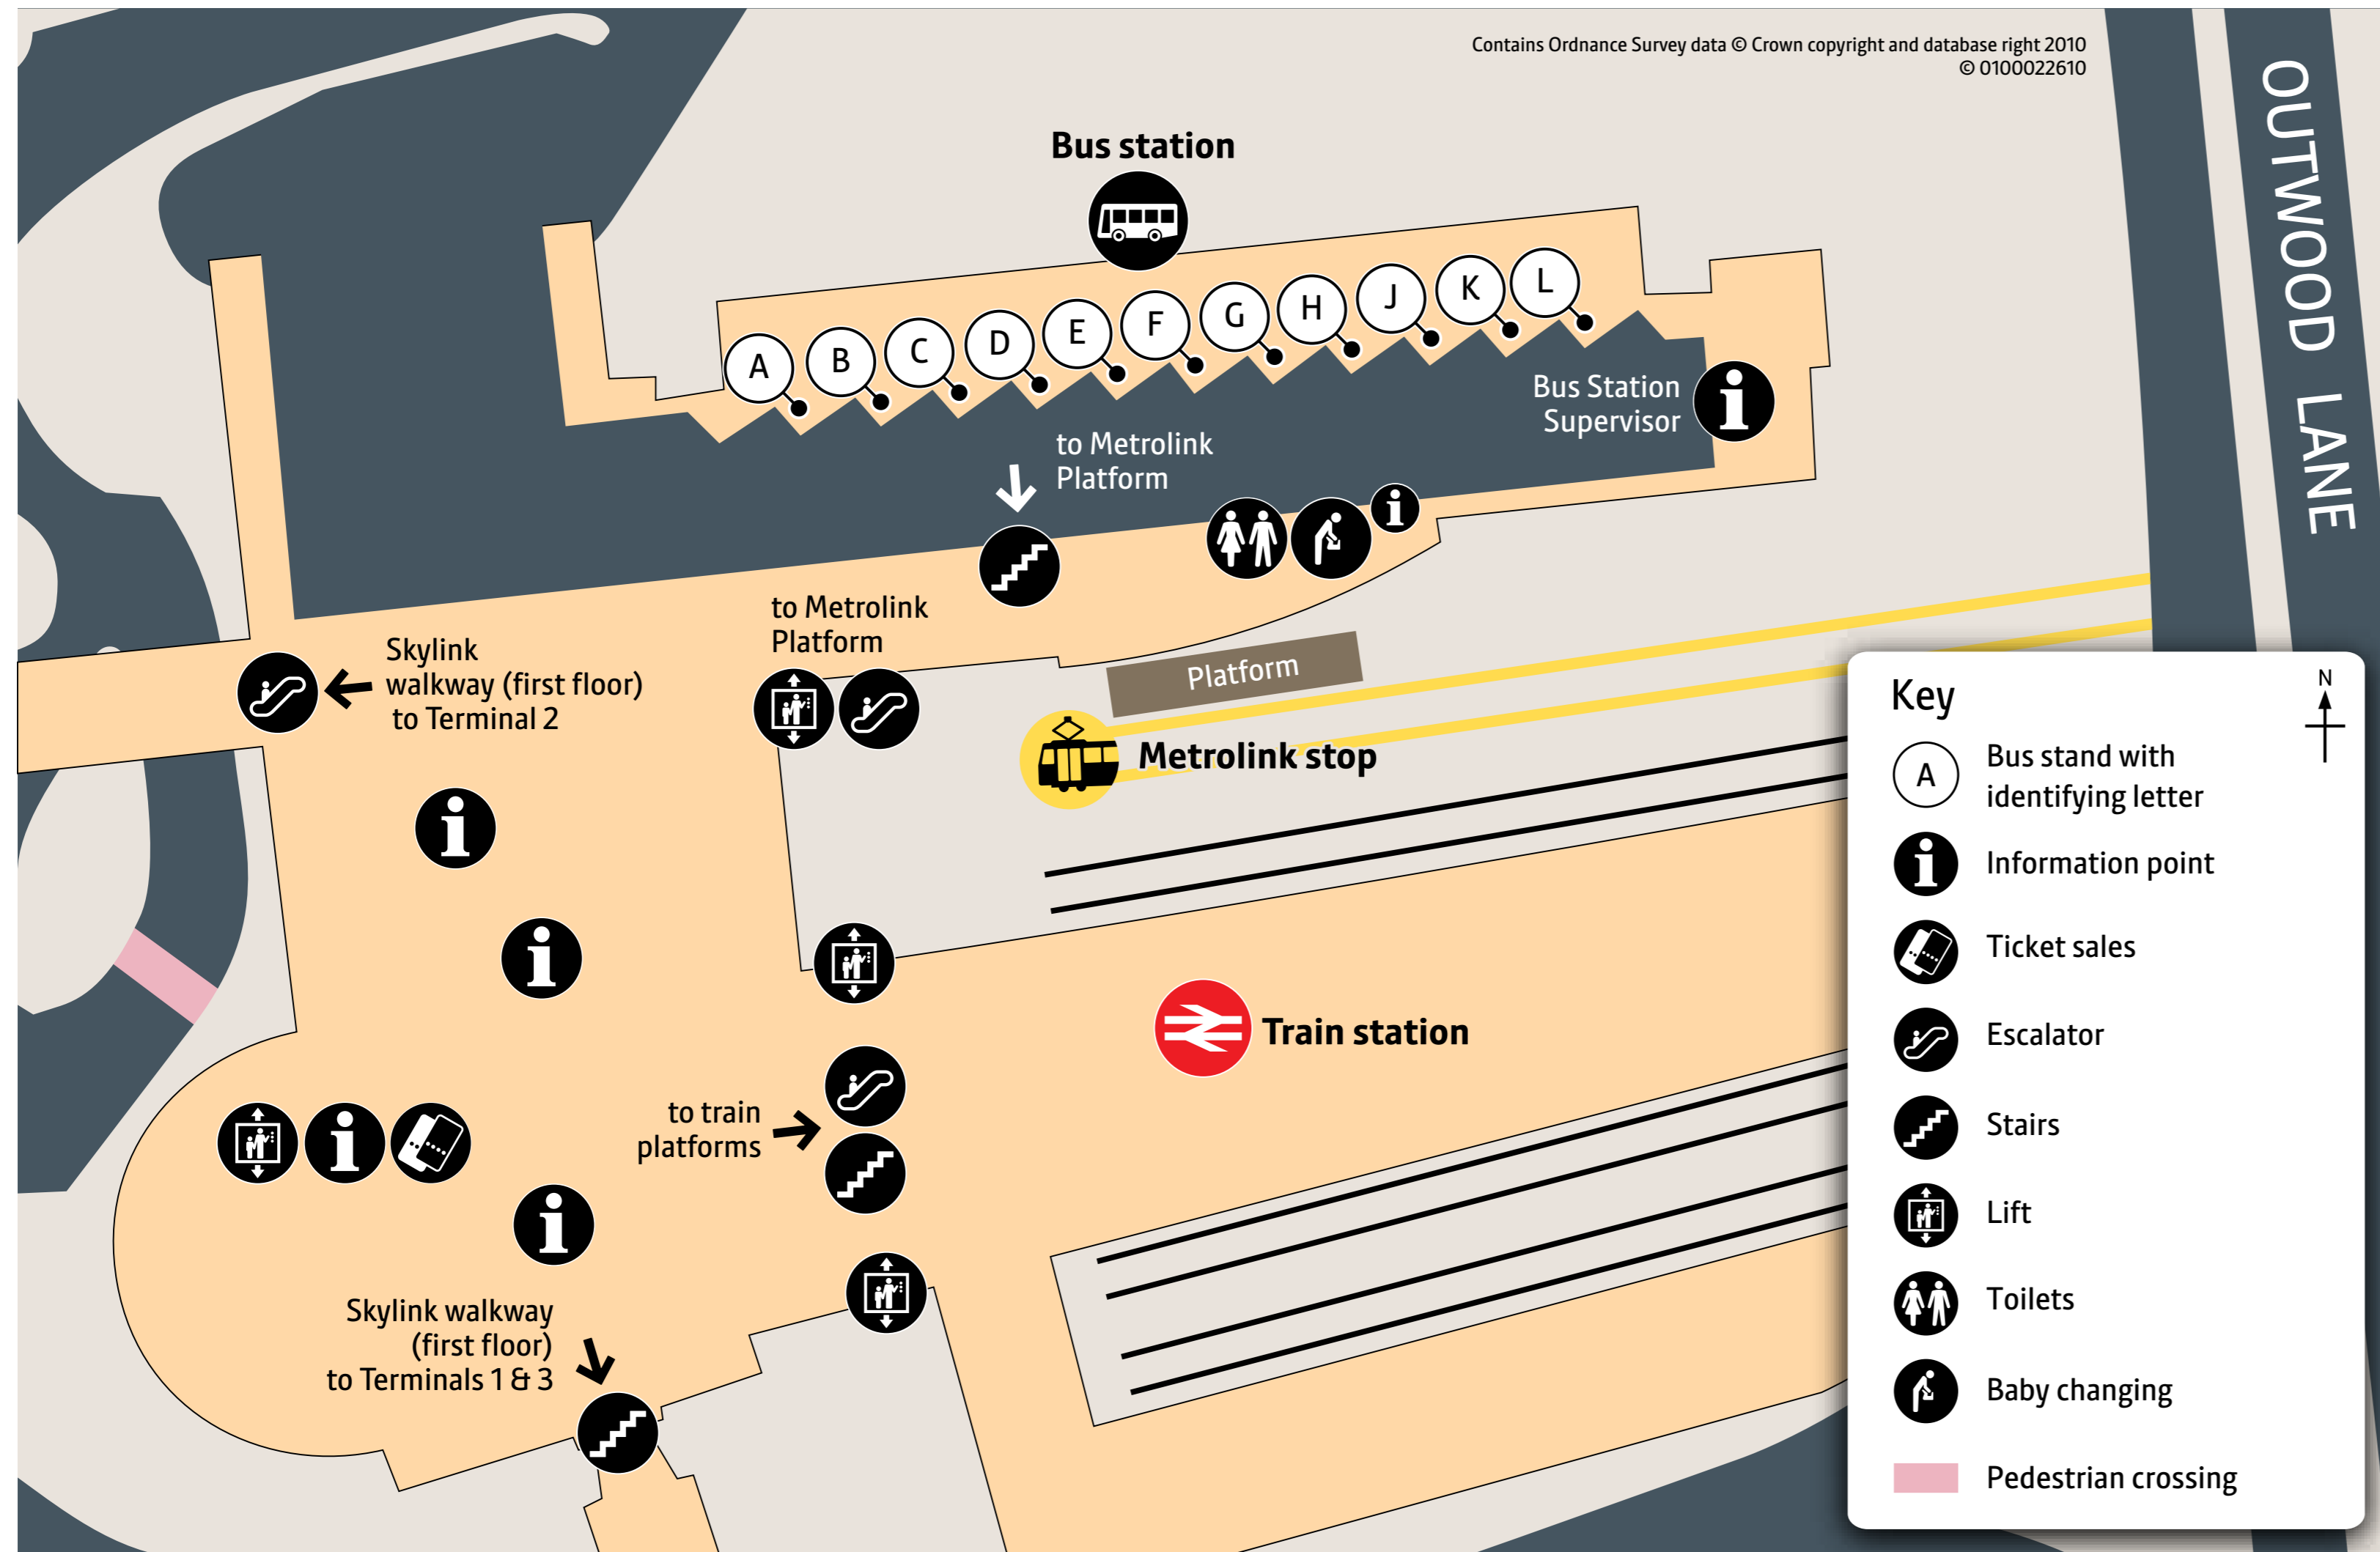 Contains Ordnance Survey data © Crown copyright and database right 2010
© 0100022610
OUTWOOD LANE
Bus station
A
B
C
D
E
F
G
H
J
K
L
Bus Station
Supervisor
to Metrolink
Platform
to Metrolink
Platform
Skylink
walkway (first floor)
to Terminal 2
Platform
Metrolink stop
Train station
to train
platforms
Skylink walkway
(first floor)
to Terminals 1 & 3
Key
N
A
Bus stand with
identifying letter
Information point
Ticket sales
Escalator
Stairs
Lift
Toilets
Baby changing
Pedestrian crossing